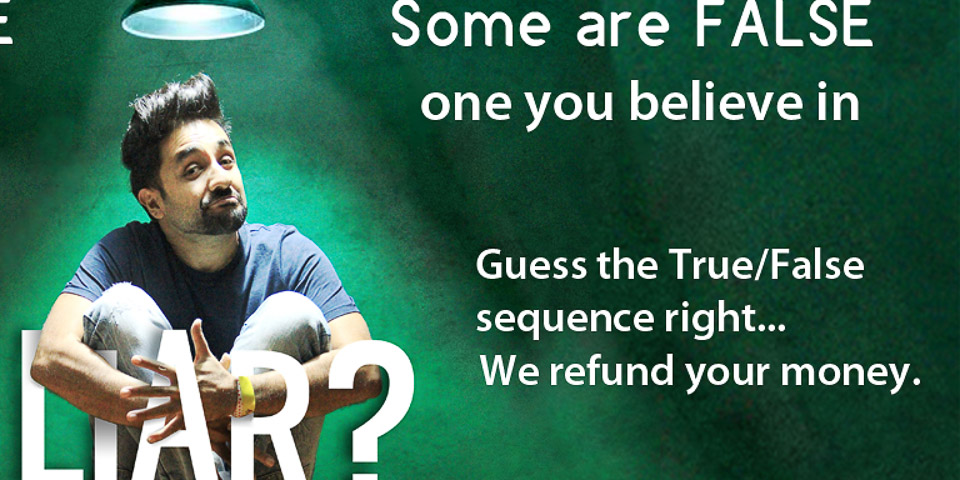 E
Some are FALSE
one you believe in
Guess the True/False
sequence right...
We refund your money.
LIAR?